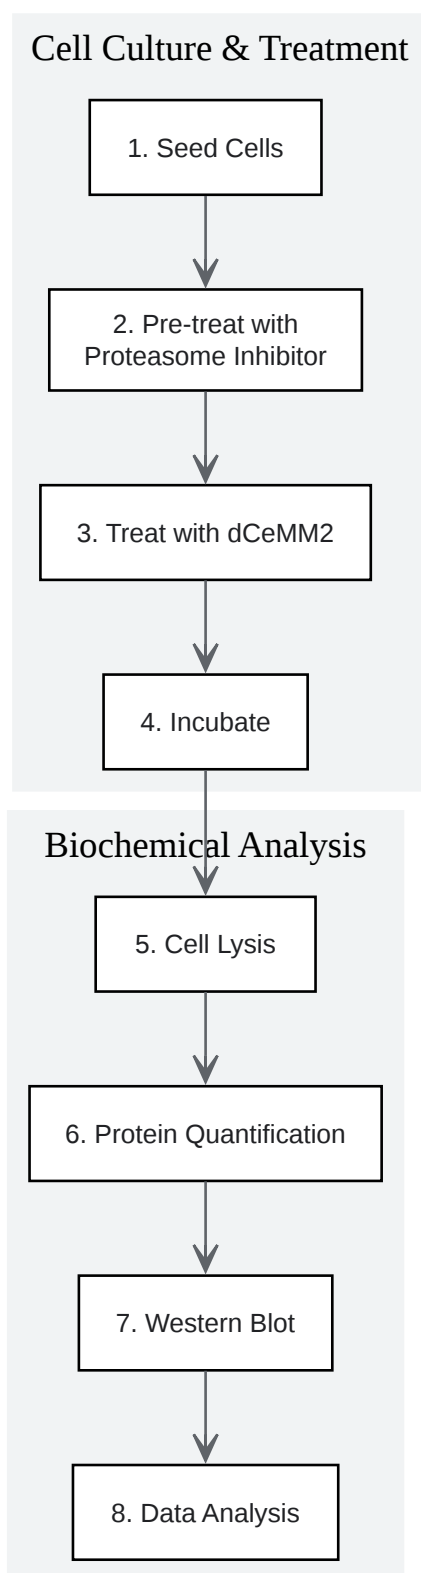 Cell Culture & Treatment
1. Seed Cells
2. Pre-treat with
Proteasome Inhibitor
3. Treat with dCeMM2
4. Incubate
Biochemical Analysis
5. Cell Lysis
6. Protein Quantification
7. Western Blot
8. Data Analysis